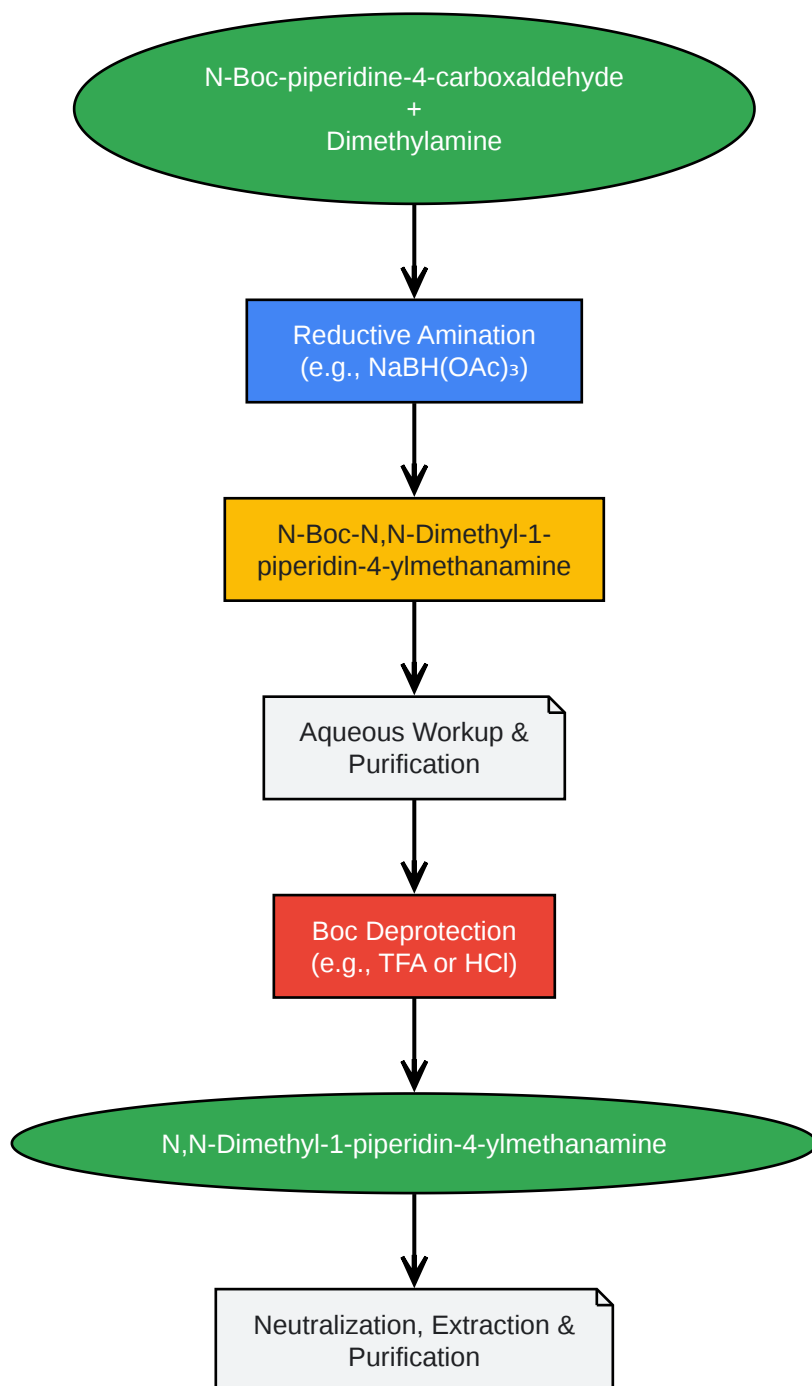 N-Boc-piperidine-4-carboxaldehyde
+
Dimethylamine
Reductive Amination
(e.g., NaBH(OAc)₃)
N-Boc-N,N-Dimethyl-1-
piperidin-4-ylmethanamine
Aqueous Workup &
Purification
Boc Deprotection
(e.g., TFA or HCl)
N,N-Dimethyl-1-piperidin-4-ylmethanamine
Neutralization, Extraction &
Purification